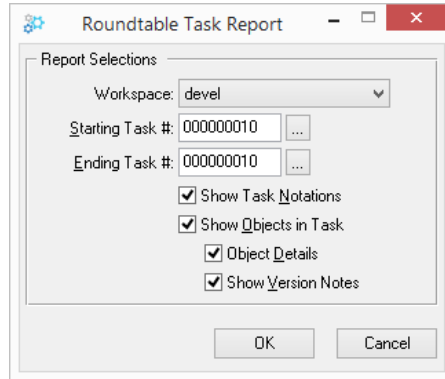 Roundtable Task Report
Report Selections
Workspace: devel
Starting Task #: 000000010 ...
Ending Task #: 000000010 ...
Show Task Notations
Show Objects in Task
Object Details
Show Version Notes
OK Cancel